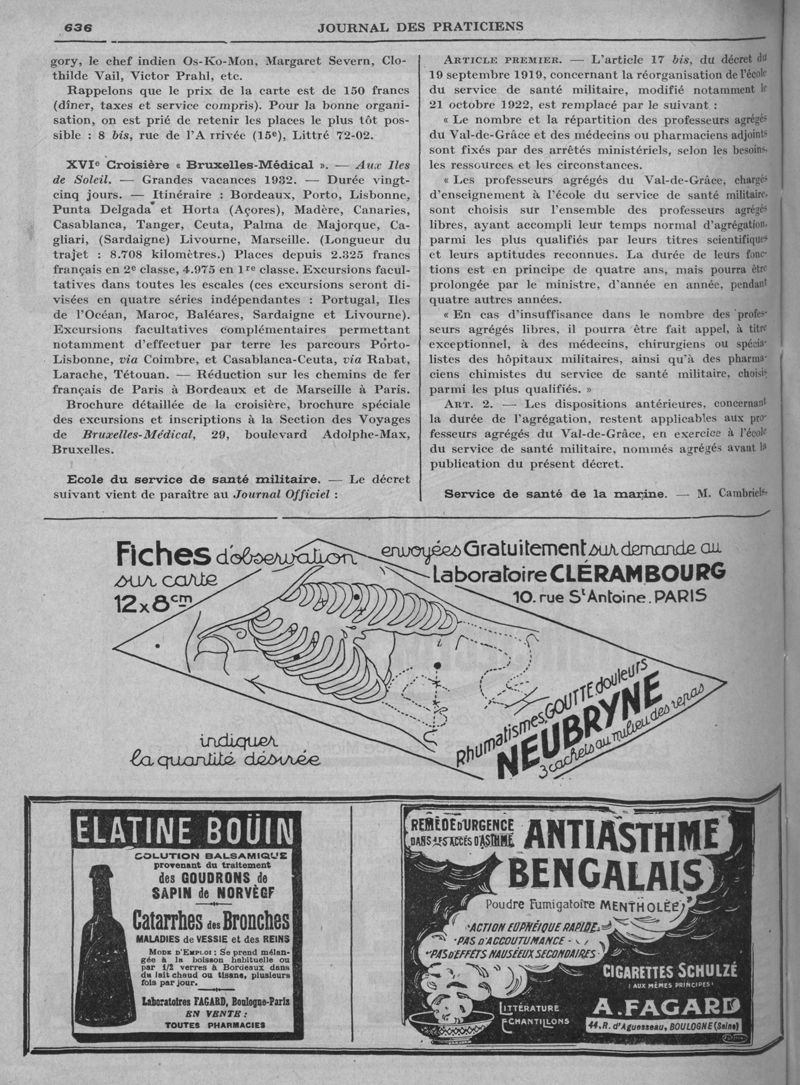 636
JOURNAL DES PRATICIENS
gory, le chef indien Os-Ko-Mon, Margaret Severn, Clo-
thilde Vail, Victor Prahl, etc.
Rappelons que le prix de la carte est de 150 francs
(dîner, taxes et service compris). Pour la bonne organi-
sation, on est prié de retenir les places le plus tôt pos-
sible : 8 bis, rue de l'A rrivée (15e), Littré 72-02.
XVIe Croisière « Bruxelles-Médical ». — Aux Iles
de Soleil. — Grandes vacances 1932. — Durée vingt-
cinq jours. — Itinéraire : Bordeaux, Porto, Lisbonne,
Punta Delgada et Horta (Açores), Madère, Canaries,
Casablanca, Tanger, Ceuta, Palma de Majorque, Ca-
gliari, (Sardaigne) Livourne, Marseille. (Longueur du
trajet : 8.708 kilomètres.) Places depuis 2.325 francs
français en 2e classe, 4.975 en 1re classe. Excursions facul-
tatives dans toutes les escales (ces excursions seront di-
visées en quatre séries indépendantes : Portugal, Iles
de l'Océan, Maroc, Baléares, Sardaigne et Livourne).
Excursions facultatives complémentaires permettant
notamment d'effectuer par terre les parcours Porto-
Lisbonne, via Coimbre, et Casablanca-Ceuta, via Rabat,
Larache, Tétouan. — Réduction sur les chemins de fer
français de Paris à Bordeaux et de Marseille à Paris.
Brochure détaillée de la croisière, brochure spéciale
des excursions et inscriptions à la Section des Voyages
de Bruxelles-Médical, 29, boulevard Adolphe-Max,
Bruxelles.
Ecole du service de santé militaire. — Le décret
suivant vient de paraître au Journal Officiel :
ARTICLE PREMIER. — L'article 17 bis, du décret du
19 septembre 1919, concernant la réorganisation de l'école
du service de santé militaire, modifié notamment le
21 octobre 1922, est remplacé par le suivant :
« Le nombre et la répartition des professeurs agrégés
du Val-de-Grâce et des médecins ou pharmaciens adjoints
sont fixés par des arrêtés ministériels, selon les besoins,
les ressources et les circonstances.
« Les professeurs agrégés du Val-de-Grâce, chargés
d'enseignement à l'école du service de santé militaire,
sont choisis sur l'ensemble des professeurs agrégés
libres, ayant accompli leur temps normal d'agrégation,
parmi les plus qualifiés par leurs titres scientifiques
et leurs aptitudes reconnues. La durée de leurs fonc-
tions est en principe de quatre ans, mais pourra être
prolongée par le ministre, d'année en année, pendant
quatre autres années.
« En cas d'insuffisance dans le nombre des profes-
seurs agrégés libres, il pourra être fait appel, à titre
exceptionnel, à des médecins, chirurgiens ou spécia-
listes des hôpitaux militaires, ainsi qu'à des pharma-
ciens chimistes du service de santé militaire, choisis
parmi les plus qualifiés. »
ART. 2. — Les dispositions antérieures, concernant
la durée de l'agrégation, restent applicables aux pro-
fesseurs agrégés du Val-de-Grâce, en exercice à l'école
du service de santé militaire, nommés agrégés avant la
publication du présent décret.
Service de santé de la marine. — M. Cambriels,
Fiches d'observation
sur carte
12x8cm
envoyées Gratuitement sur demande au
Laboratoire CLÉRAMBOURG
10. rue St Antoine. PARIS
indiquer
la quantité désirée
Rhumatismes, GOUTTE douleurs
NEUBRYNE
3 cachets au milieu des repas
ELATINE BOÜIN
SOLUTION BALSAMIQUE
provenant du traitement
des GOUDRONS de
SAPIN de NORVÈGE
Catarrhes des Bronches
MALADIES de VESSIE et des REINS
MODE D'EMPLOI : Se prend mélan-
gée à la boisson habituelle ou
par 1/2 verres à Bordeaux dans
du lait chaud ou tisane, plusieurs
fois par jour.
Laboratoires FAGARD, Boulogne-Paris
EN VENTE :
TOUTES PHARMACIES
REMÈDE D'URGENCE
DANS LES ACCÈS D'ASTHME
ANTIASTHME
BENGALAIS
Poudre Fumigatoire MENTHOLÉE
ACTION EUPNÉIQUE RAPIDE
PAS D'ACCOUTUMANCE
PAS D'EFFETS NAUSÉEUX SECONDAIRES
CIGARETTES SCHULZÉ
(AUX MÊMES PRINCIPES)
LITTÉRATURE
ECHANTILLONS
A. FAGARD
44, R. d'Aguesseau, BOULOGNE (Seine)